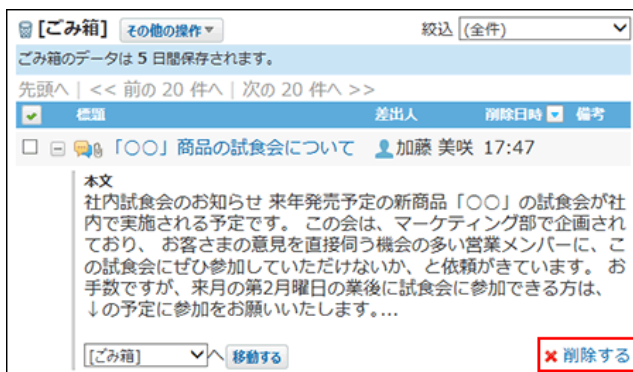 [ごみ箱] その他の操作▼ 絞込 (全件)
ごみ箱のデータは 5 日間保存されます。
先頭へ | << 前の 20 件へ | 次の 20 件へ >>
標題 差出人 削除日時 備考
「○○」商品の試食会について 加藤 美咲 17:47
本文
社内試食会のお知らせ 来年発売予定の新商品「○○」の試食会が社
内で実施される予定です。 この会は、マーケティング部で企画され
ており、 お客さまの意見を直接伺う機会の多い営業メンバーに、こ
の試食会にぜひ参加していただけないか、と依頼がきています。 お
手数ですが、来月の第2月曜日の業後に試食会に参加できる方は、
↓の予定に参加をお願いいたします。...
[ごみ箱] へ 移動する 削除する